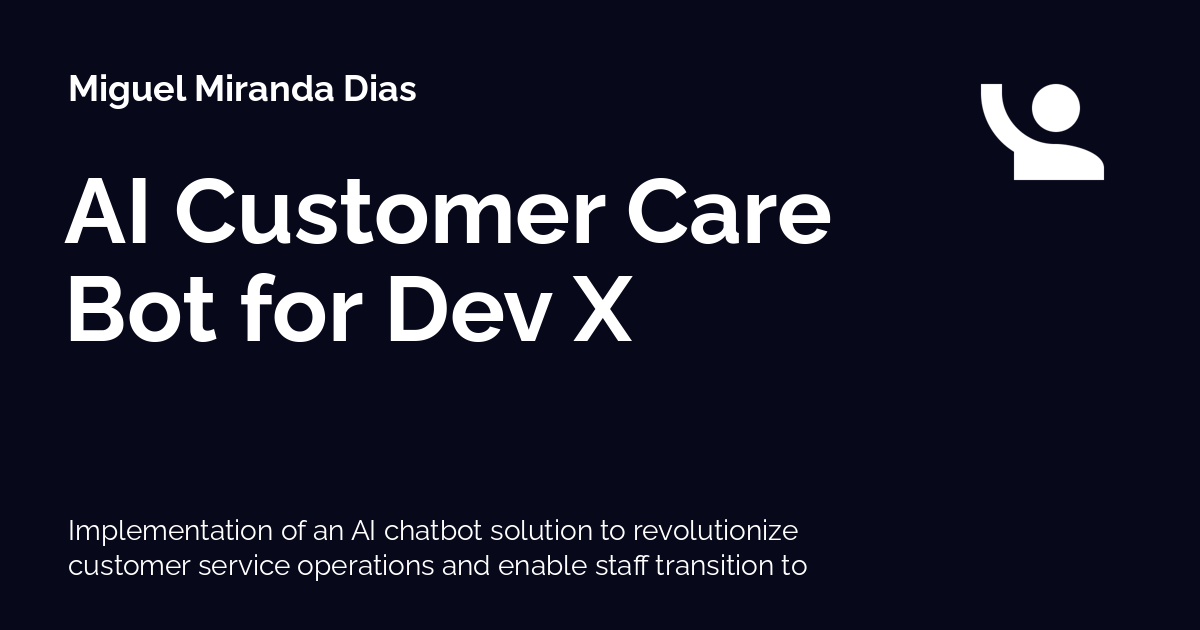 Miguel Miranda Dias
AI Customer Care
Bot for Dev X
Implementation of an AI chatbot solution to revolutionize
customer service operations and enable staff transition to